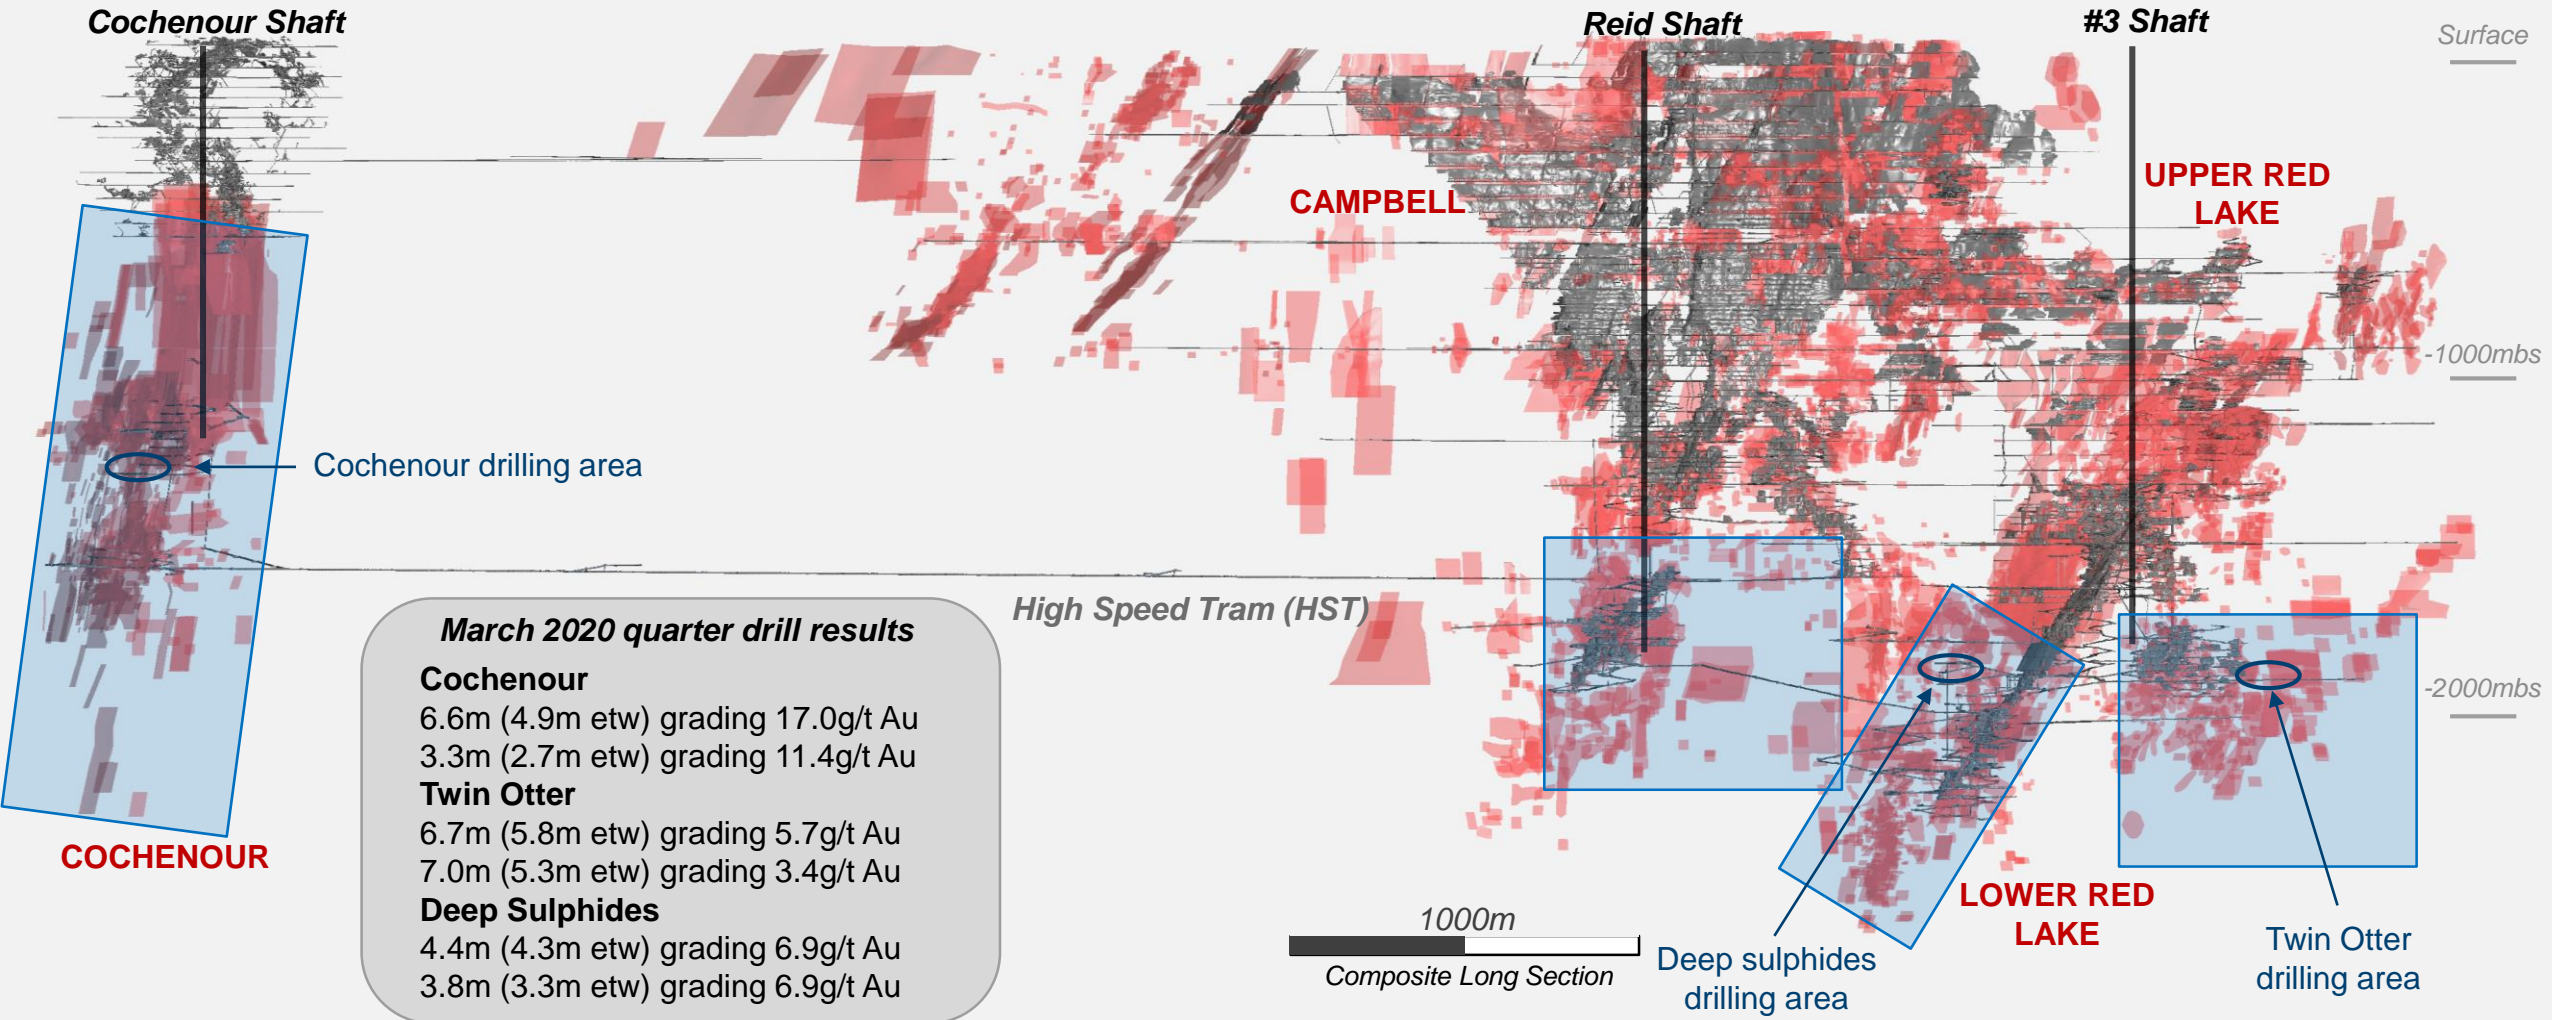 Cochenour Shaft
Reid Shaft
#3 Shaft
Surface
UPPER RED
LAKE
CAMPBELL
-1000mbs
Cochenour drilling area
High Speed Tram (HST)
-2000mbs
March 2020 quarter drill results
Cochenour
6.6m (4.9m etw) grading 17.0g/t Au
3.3m (2.7m etw) grading 11.4g/t Au
Twin Otter
6.7m (5.8m etw) grading 5.7g/t Au
7.0m (5.3m etw) grading 3.4g/t Au
Deep Sulphides
4.4m (4.3m etw) grading 6.9g/t Au
3.8m (3.3m etw) grading 6.9g/t Au
COCHENOUR
LOWER RED
LAKE
1000m
Composite Long Section
Deep sulphides
drilling area
Twin Otter
drilling area